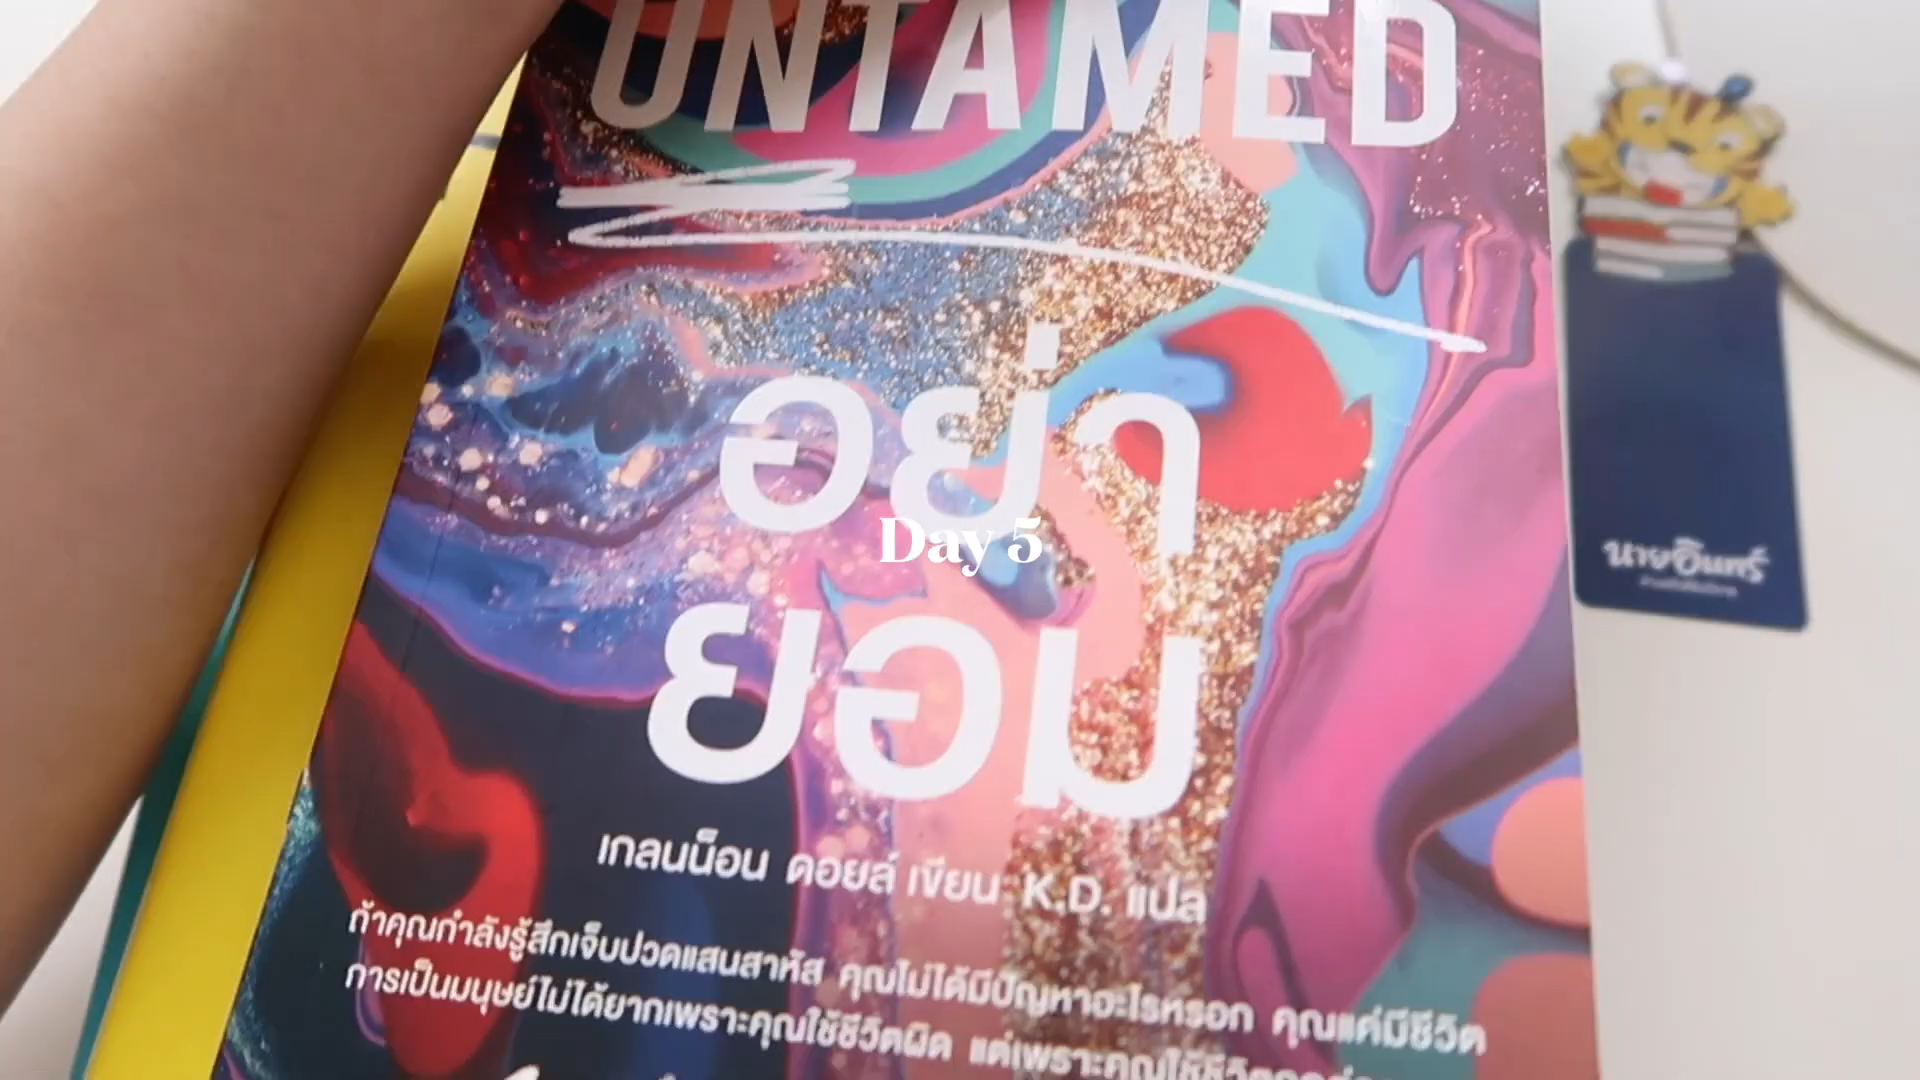 UNTAMED
อย่า
Day 5
ยอม
เกลนน็อน ดอยล์ เขียน K.D. แปล
ถ้าคุณกำลังรู้สึกเจ็บปวดแสนสาหัส คุณไม่ได้มีปัญหาอะไรหรอก คุณแค่มีชีวิต
การเป็นมนุษย์ไม่ได้ยากเพราะคุณใช้ชีวิตผิด แต่เพราะคุณใช้ชีวิต
นายอินทร์